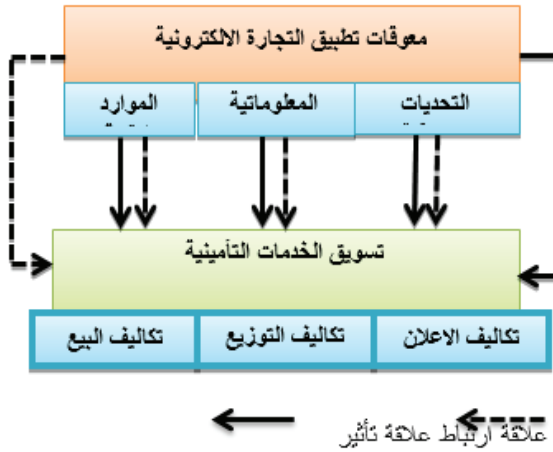 معوقات تطبيق التجارة الالكترونية
التحديات
المعلوماتية
الموارد
تسويق الخدمات التأمينية
تكاليف الاعلان
تكاليف التوزيع
تكاليف البيع
علاقة ارتباط علاقة تأثير